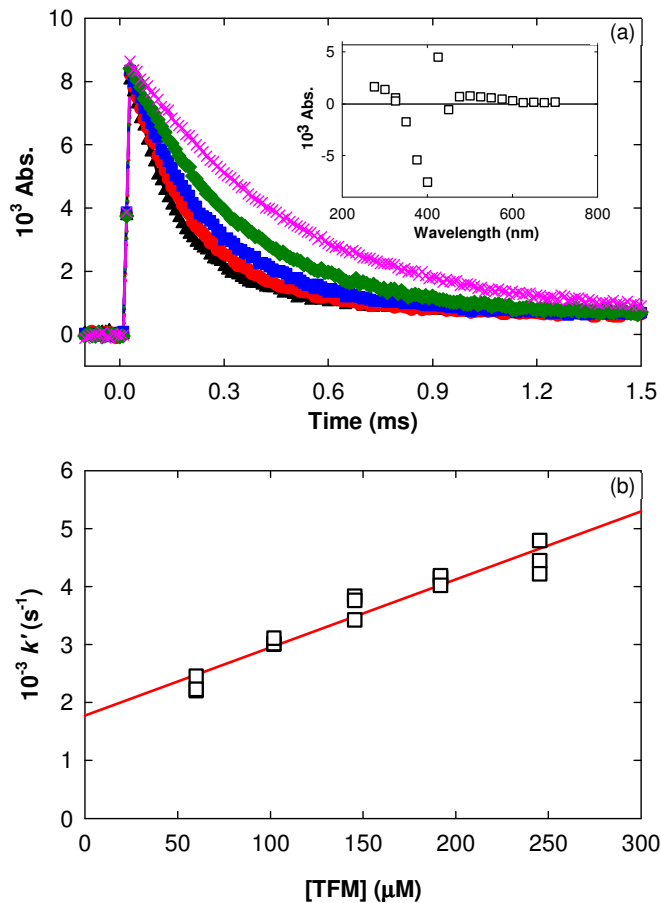 (a)
10³ Abs.
10
8
6
4
2
0
0.0 0.3 0.6 0.9 1.2 1.5
Time (ms)
10³ Abs.
5
0
-5
200 400 600 800
Wavelength (nm)
(b)
10⁻³ k′ (s⁻¹)
6
5
4
3
2
1
0
0 50 100 150 200 250 300
[TFM] (μM)